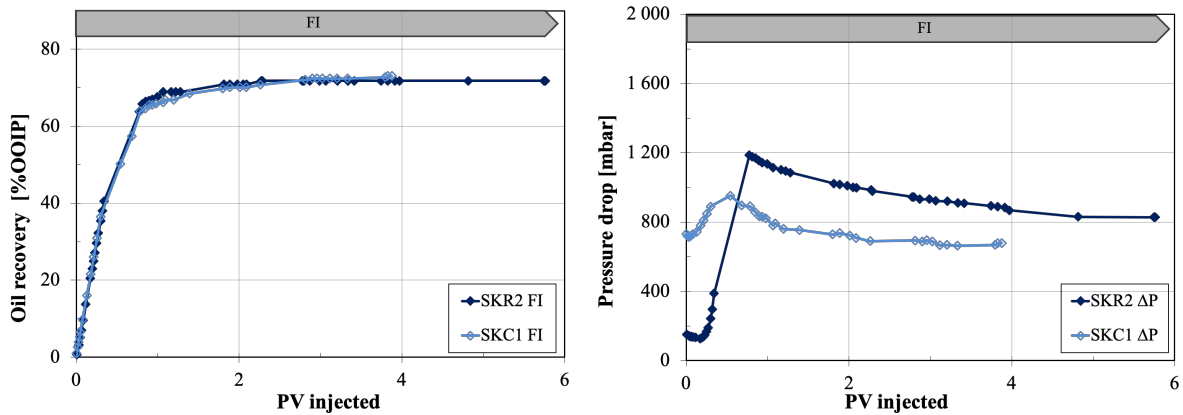 FI
80
60
40
20
0
Oil recovery [%OOIP]
SKR2 FI
SKC1 FI
0 2 4 6
PV injected
2 000
FI
1 600
1 200
800
400
0
Pressure drop [mbar]
SKR2 ΔP
SKC1 ΔP
0 2 4 6
PV injected